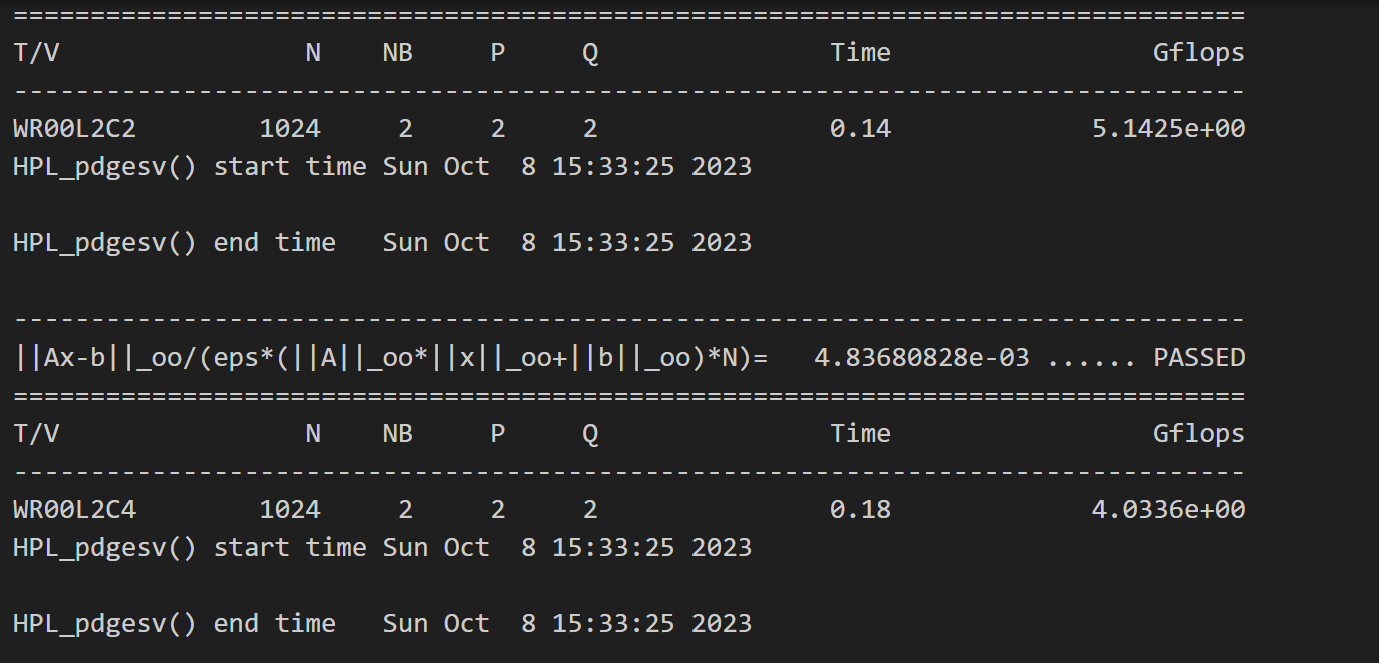 ================================================================================
T/V                N    NB     P     Q               Time                 Gflops
--------------------------------------------------------------------------------
WR00L2C2        1024     2     2     2               0.14             5.1425e+00
HPL_pdgesv() start time Sun Oct  8 15:33:25 2023
HPL_pdgesv() end time   Sun Oct  8 15:33:25 2023
--------------------------------------------------------------------------------
||Ax-b||_oo/(eps*(||A||_oo*||x||_oo+||b||_oo)*N)=   4.83680828e-03 ...... PASSED
================================================================================
T/V                N    NB     P     Q               Time                 Gflops
--------------------------------------------------------------------------------
WR00L2C4        1024     2     2     2               0.18             4.0336e+00
HPL_pdgesv() start time Sun Oct  8 15:33:25 2023
HPL_pdgesv() end time   Sun Oct  8 15:33:25 2023